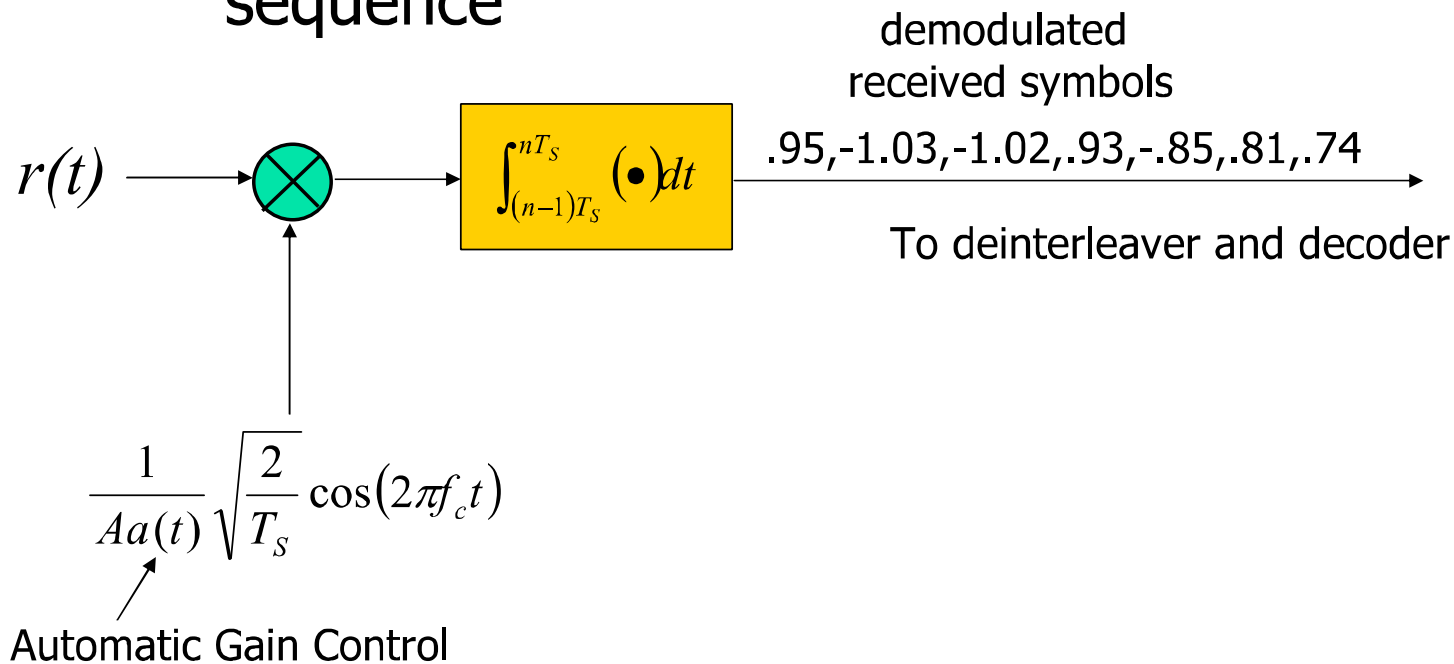 sequence
demodulated
received symbols
r(t)
∫_{(n−1)T_S}^{nT_S} (•)dt
.95,-1.03,-1.02,.93,-.85,.81,.74
To deinterleaver and decoder
1/(Aa(t)) √(2/T_S) cos(2πf_c t)
Automatic Gain Control